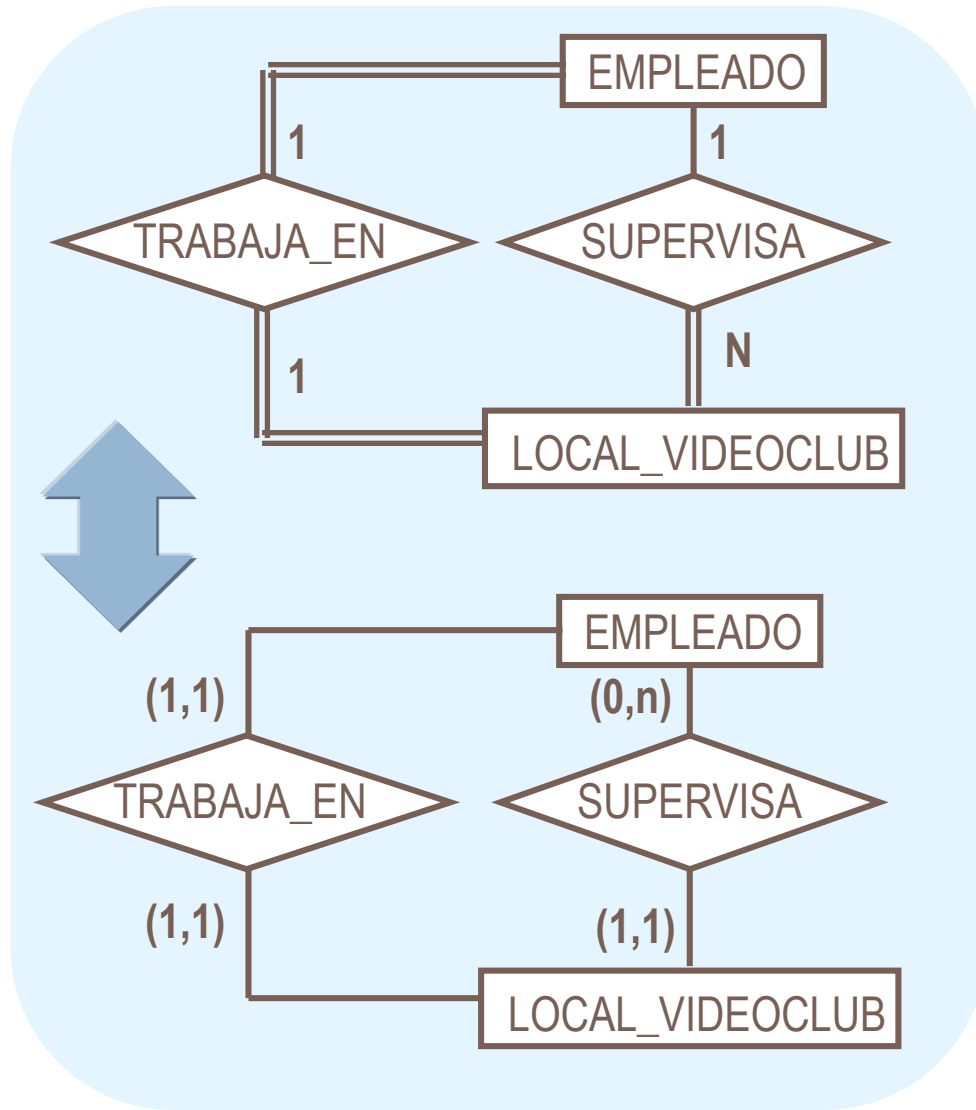 EMPLEADO
1
1
TRABAJA_EN
SUPERVISA
1
N
LOCAL_VIDEOCLUB
EMPLEADO
(1,1)
(0,n)
TRABAJA_EN
SUPERVISA
(1,1)
(1,1)
LOCAL_VIDEOCLUB